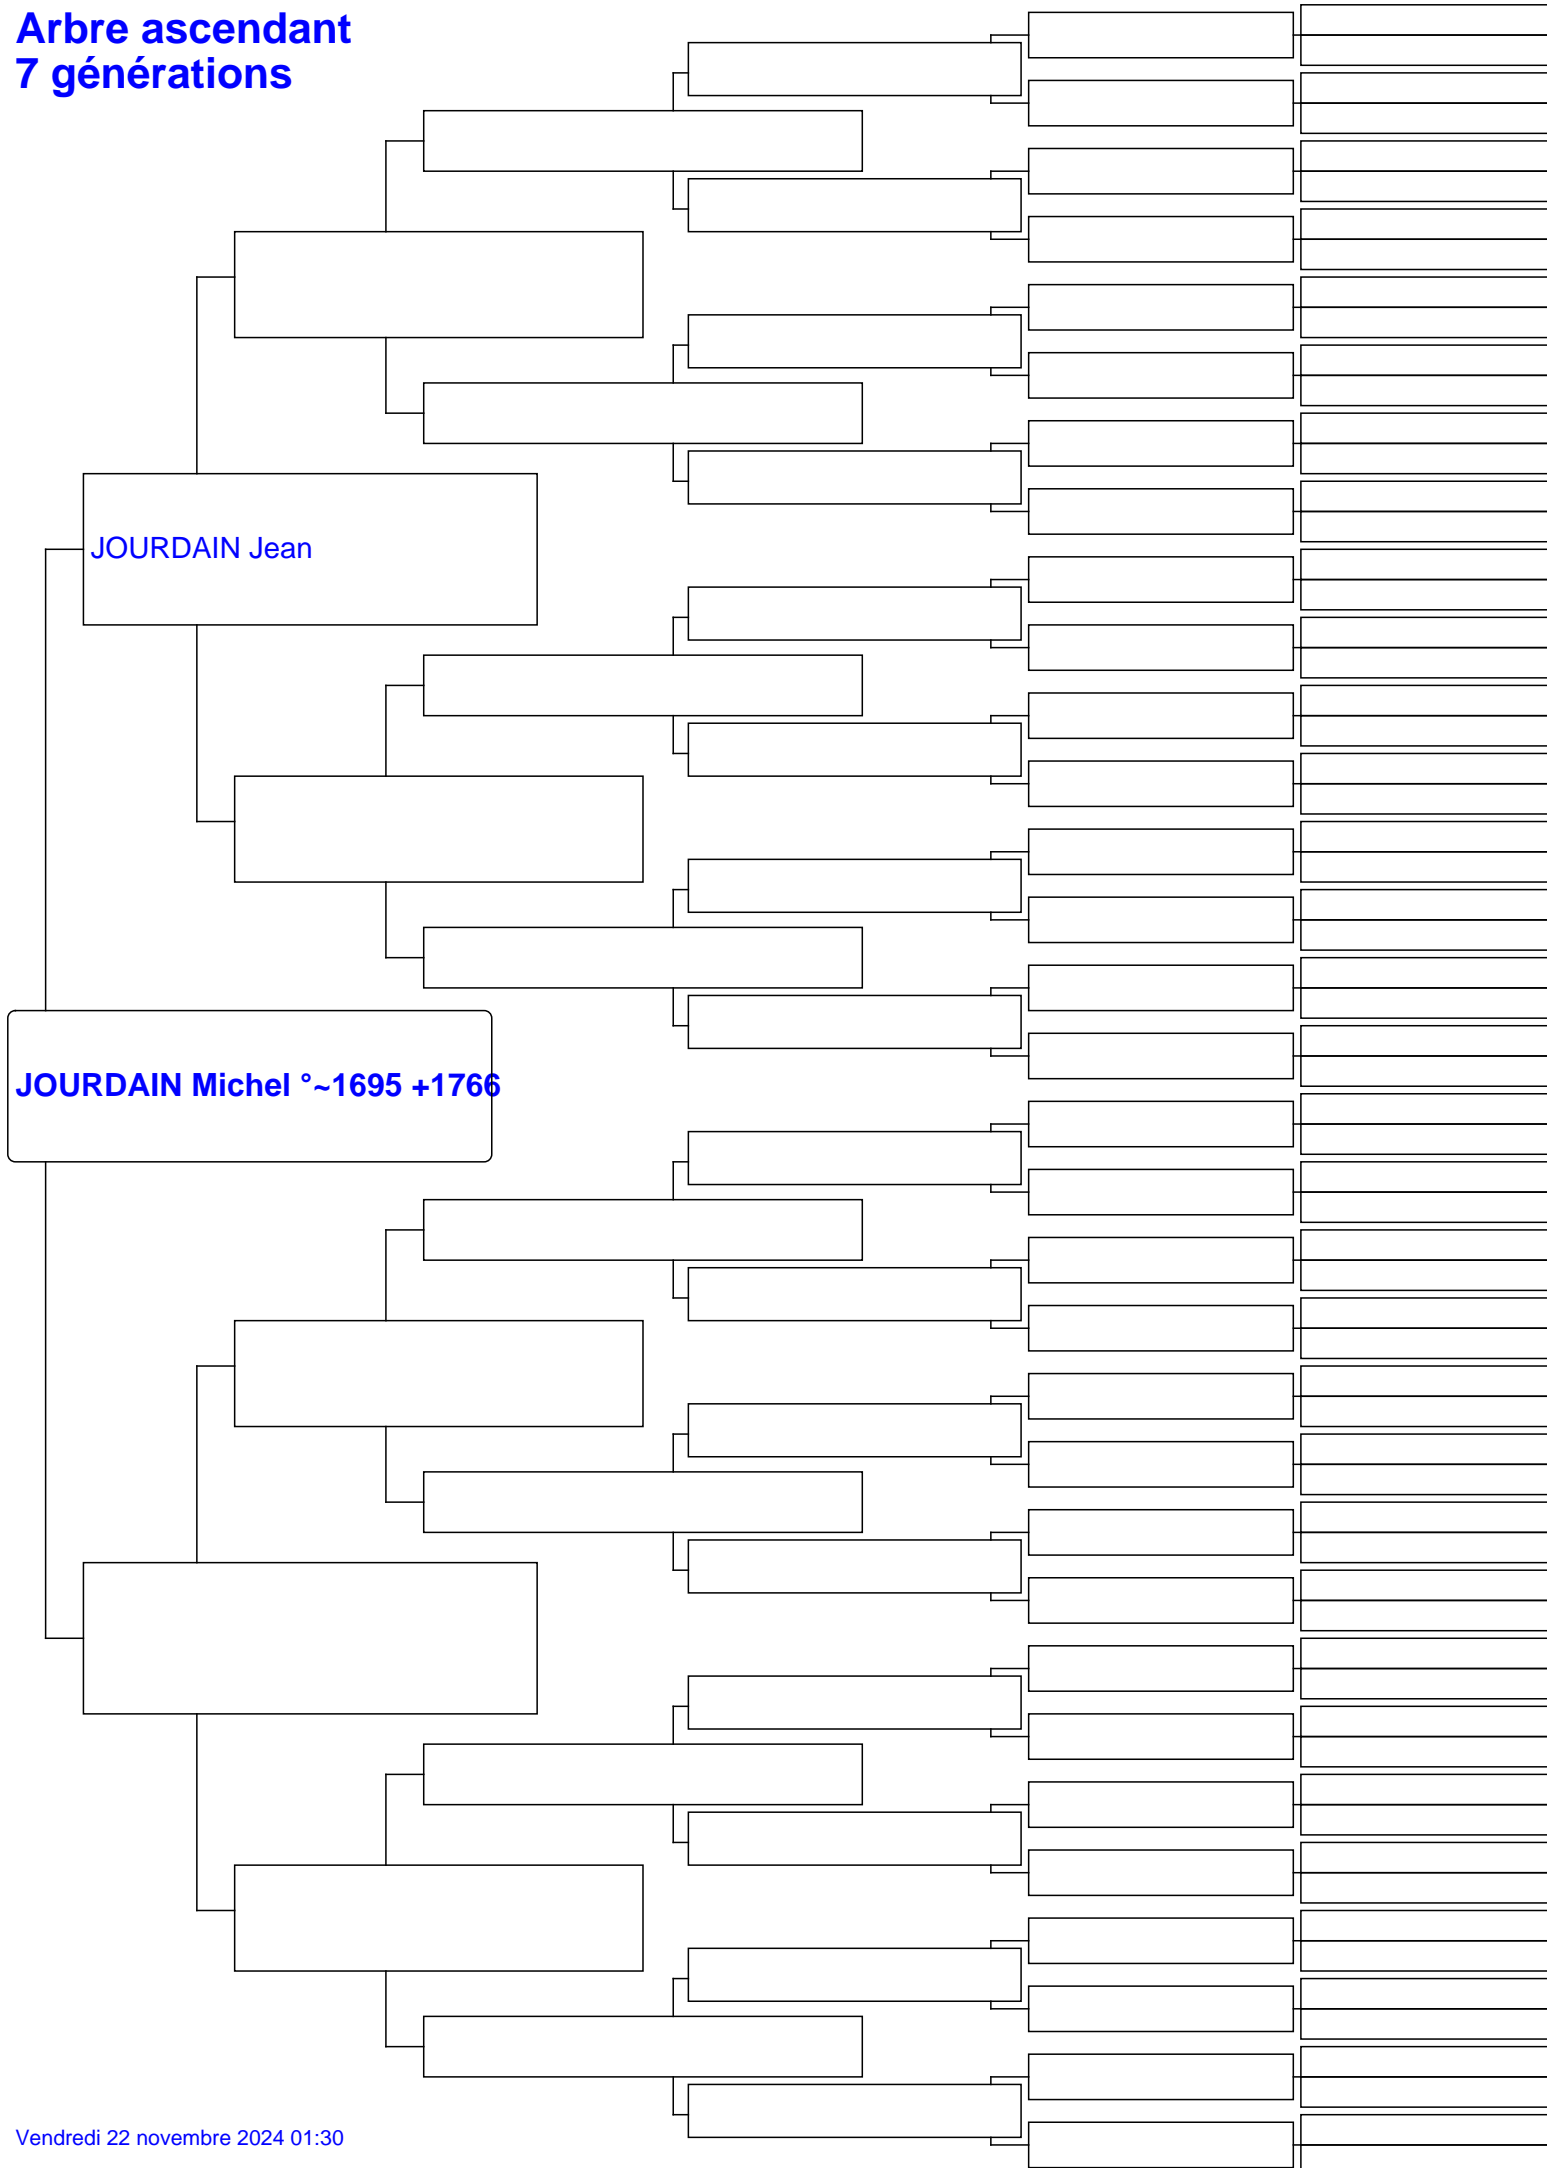 Arbre ascendant
7 générations
JOURDAIN Jean
JOURDAIN Michel °~1695 +1766
Vendredi 22 novembre 2024 01:30